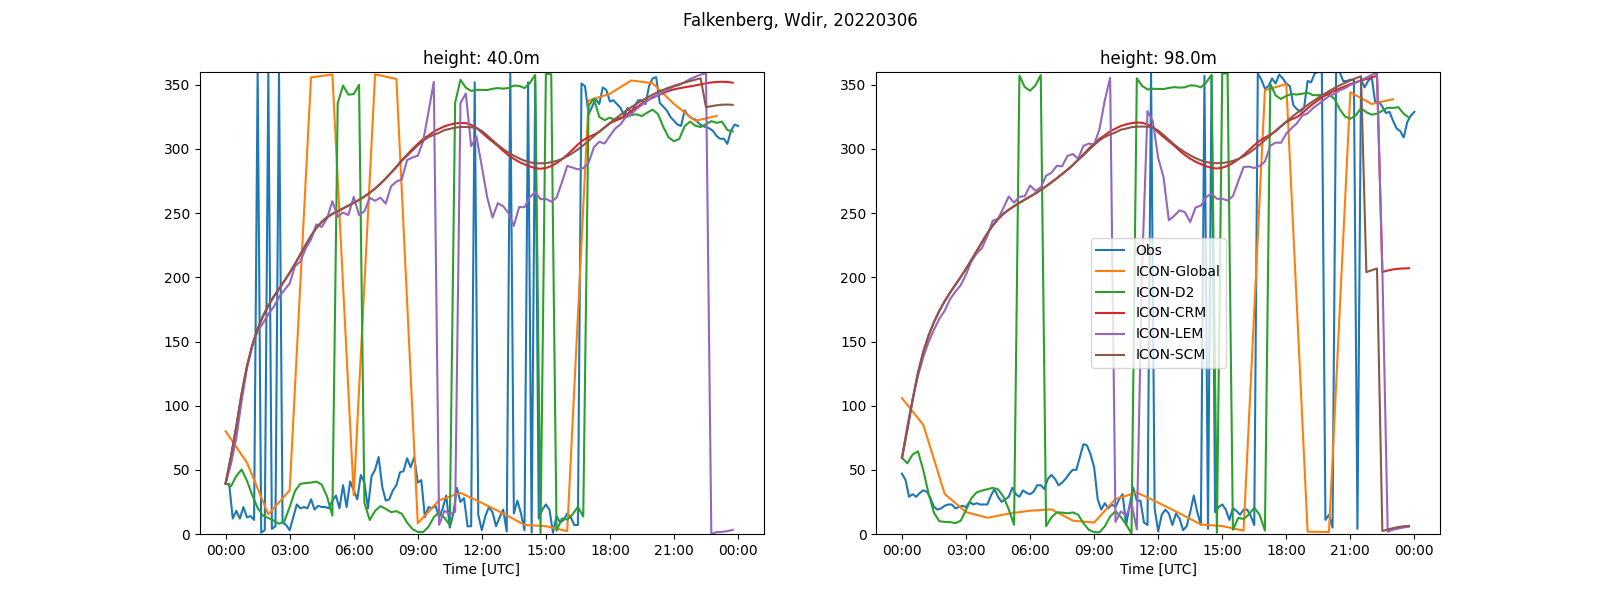 Falkenberg, Wdir, 20220306
height: 40.0m
350
300
250
200
150
100
50
0
00:00 03:00 06:00 09:00 12:00 15:00 18:00 21:00 00:00
Time [UTC]
height: 98.0m
350
300
250
200
150
100
50
0
Obs
ICON-Global
ICON-D2
ICON-CRM
ICON-LEM
ICON-SCM
00:00 03:00 06:00 09:00 12:00 15:00 18:00 21:00 00:00
Time [UTC]